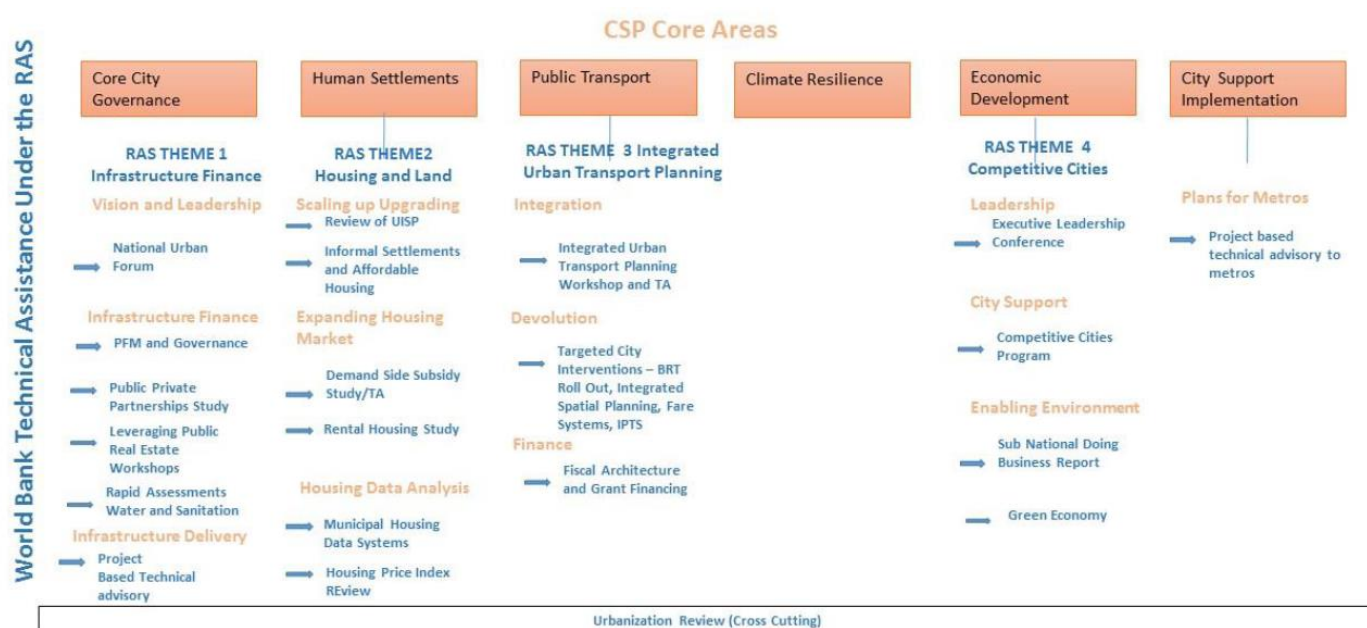 CSP Core Areas
World Bank Technical Assistance Under the RAS
Core City
Governance
RAS THEME 1
Infrastructure Finance
Vision and Leadership
National Urban
Forum
Infrastructure Finance
PFM and Governance
Public Private
Partnerships Study
Leveraging Public
Real Estate
Workshops
Rapid Assessments
Water and Sanitation
Infrastructure Delivery
Project
Based Technical
advisory
Human Settlements
RAS THEME2
Housing and Land
Scaling up Upgrading
Review of UISP
Informal Settlements
and Affordable
Housing
Expanding Housing
Market
Demand Side Subsidy
Study/TA
Rental Housing Study
Housing Data Analysis
Municipal Housing
Data Systems
Housing Price Index
REview
Public Transport
RAS THEME 3 Integrated
Urban Transport Planning
Integration
Integrated Urban
Transport Planning
Workshop and TA
Devolution
Targeted City
Interventions – BRT
Roll Out, Integrated
Spatial Planning, Fare
Systems, IPTS
Finance
Fiscal Architecture
and Grant Financing
Climate Resilience
Economic
Development
RAS THEME 4
Competitive Cities
Leadership
Executive Leadership
Conference
City Support
Competitive Cities
Program
Enabling Environment
Sub National Doing
Business Report
Green Economy
City Support
Implementation
Plans for Metros
Project based
technical advisory to
metros
Urbanization Review (Cross Cutting)